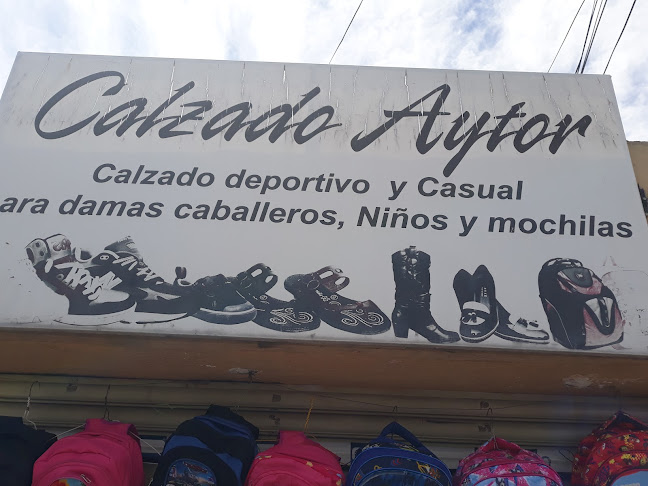 Calzado Aytor
Calzado deportivo y Casual
ara damas caballeros, Niños y mochilas